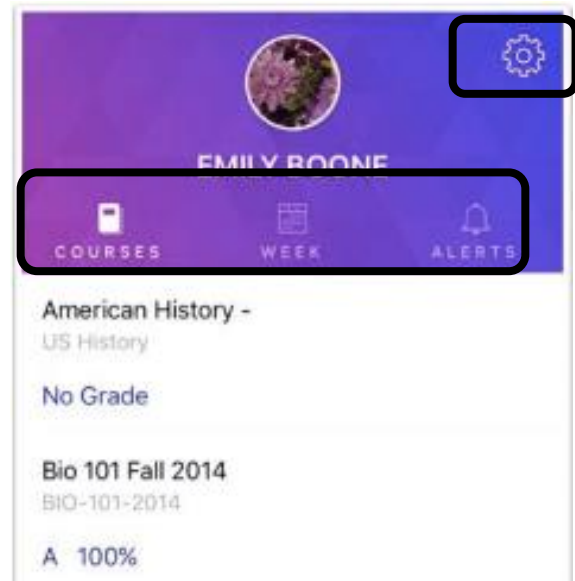 EMILY BOONE
COURSES WEEK ALERTS
American History -
US History
No Grade
Bio 101 Fall 2014
BIO-101-2014
A 100%